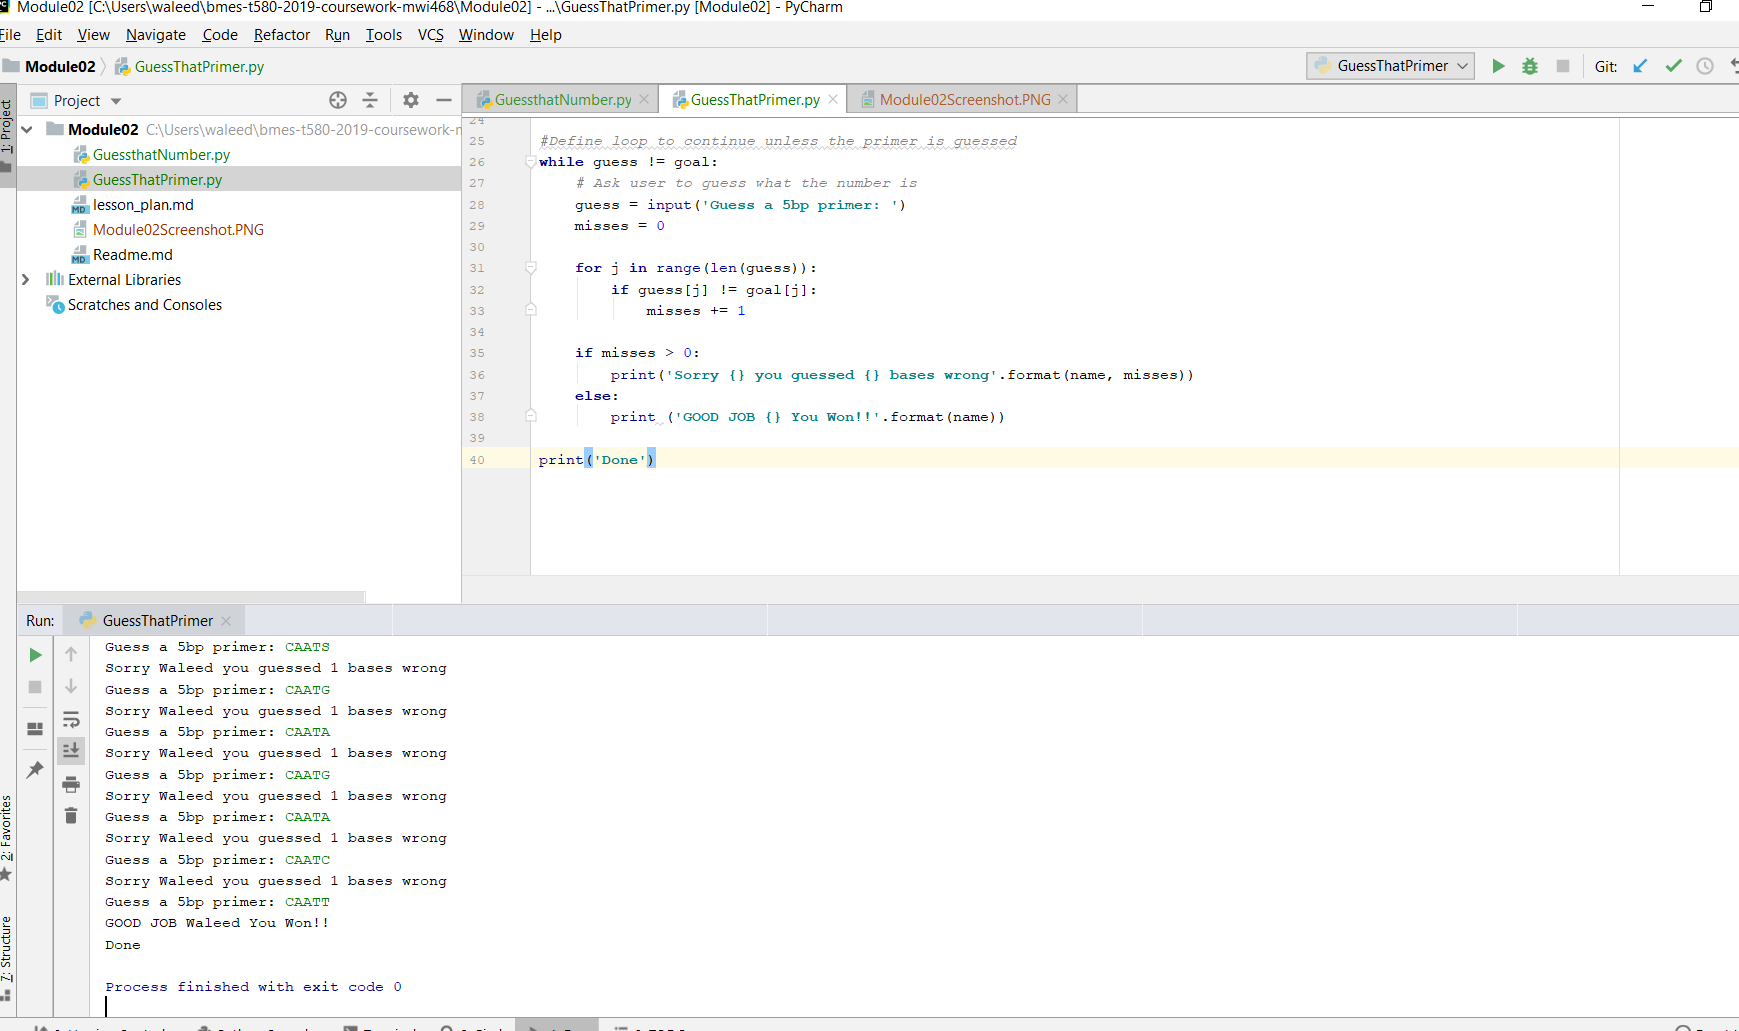 Module02 [C:\Users\waleed\bmes-t580-2019-coursework-mwi468\Module02] - ...\GuessThatPrimer.py [Module02] - PyCharm
File Edit View Navigate Code Refactor Run Tools VCS Window Help
Module02 GuessThatPrimer.py GuessThatPrimer Git:
Project GuessthatNumber.py GuessThatPrimer.py Module02Screenshot.PNG
1: Project
Module02 C:\Users\waleed\bmes-t580-2019-coursework-m
GuessthatNumber.py
GuessThatPrimer.py
lesson_plan.md
Module02Screenshot.PNG
Readme.md
External Libraries
Scratches and Consoles
24
25 #Define loop to continue unless the primer is guessed
26 while guess != goal:
27 # Ask user to guess what the number is
28 guess = input('Guess a 5bp primer: ')
29 misses = 0
30
31 for j in range(len(guess)):
32 if guess[j] != goal[j]:
33 misses += 1
34
35 if misses > 0:
36 print('Sorry {} you guessed {} bases wrong'.format(name, misses))
37 else:
38 print ('GOOD JOB {} You Won!!'.format(name))
39
40 print('Done')
Run: GuessThatPrimer
Guess a 5bp primer: CAATS
Sorry Waleed you guessed 1 bases wrong
Guess a 5bp primer: CAATG
Sorry Waleed you guessed 1 bases wrong
Guess a 5bp primer: CAATA
Sorry Waleed you guessed 1 bases wrong
Guess a 5bp primer: CAATG
Sorry Waleed you guessed 1 bases wrong
Guess a 5bp primer: CAATA
Sorry Waleed you guessed 1 bases wrong
Guess a 5bp primer: CAATC
Sorry Waleed you guessed 1 bases wrong
Guess a 5bp primer: CAATT
GOOD JOB Waleed You Won!!
Done
Process finished with exit code 0
2: Favorites
7: Structure